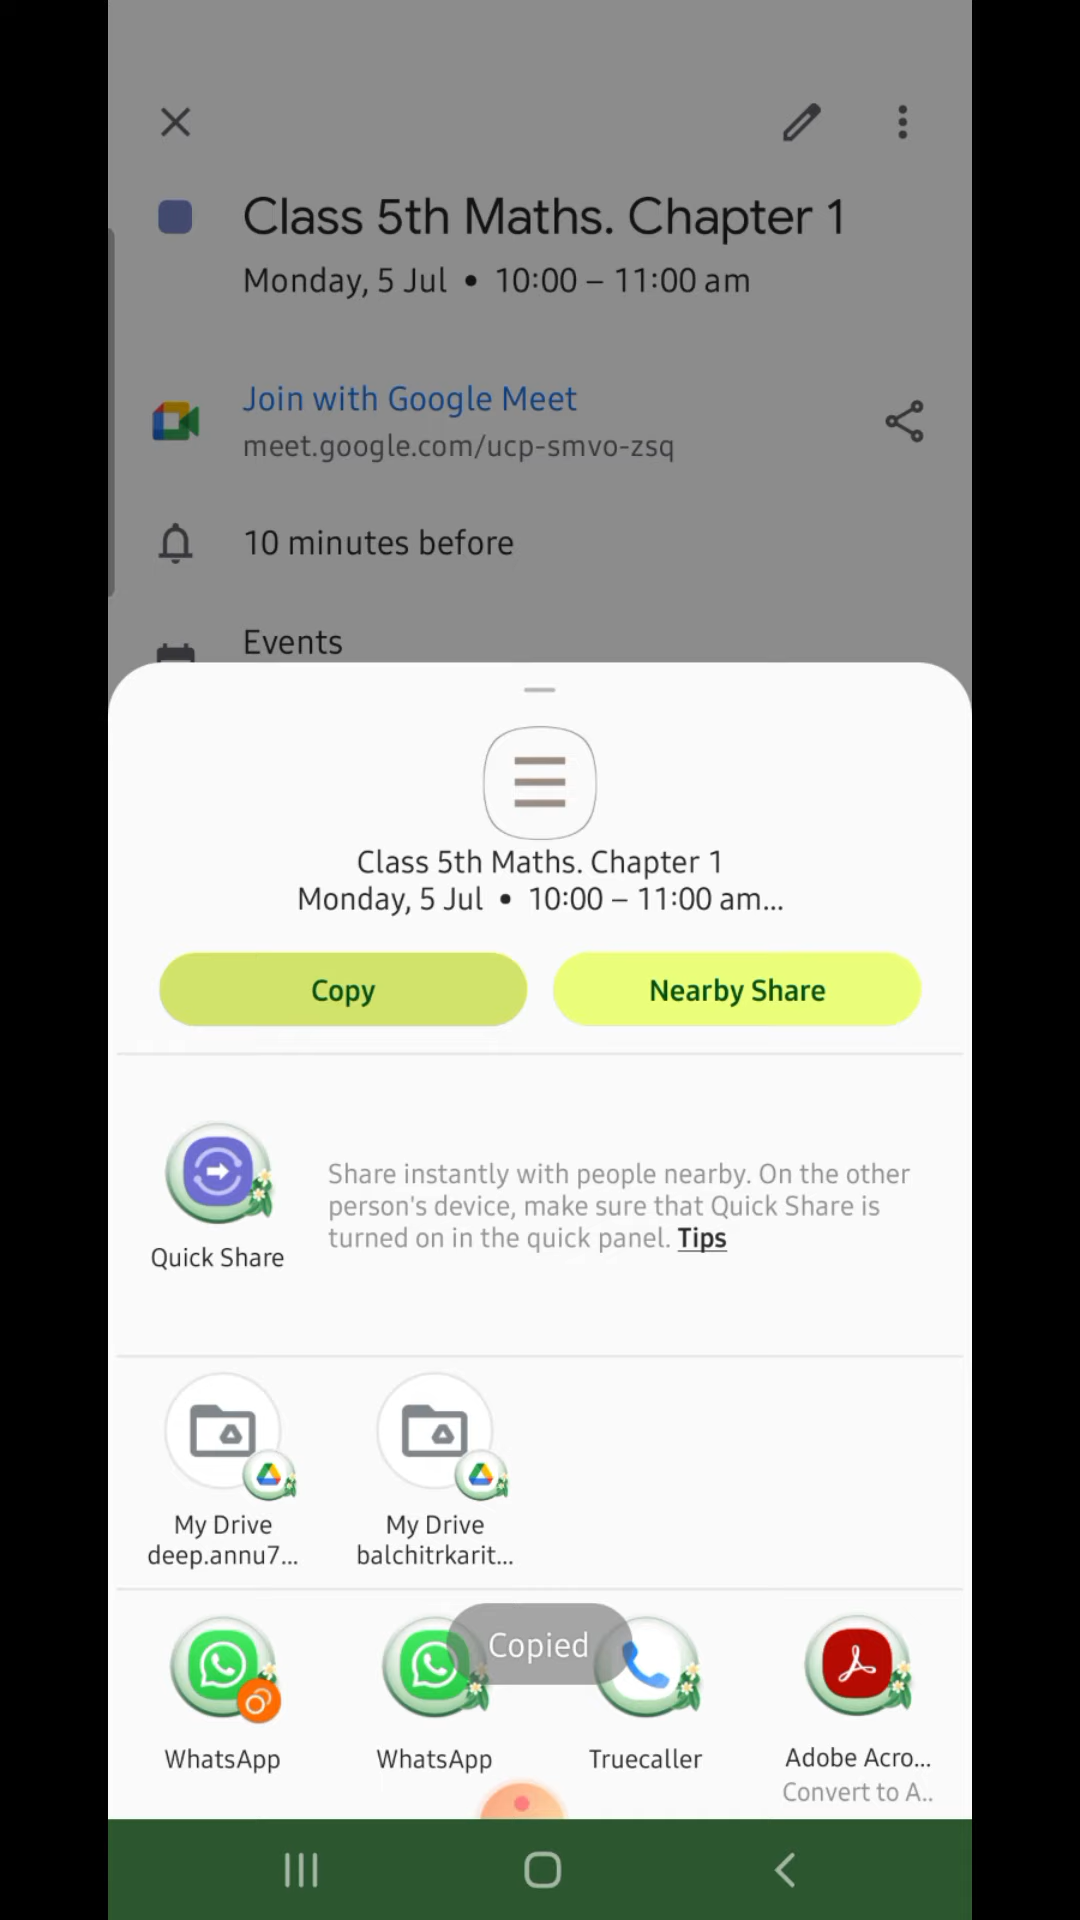 Class 5th Maths. Chapter 1
Monday, 5 Jul • 10:00 – 11:00 am
Join with Google Meet
meet.google.com/ucp-smvo-zsq
10 minutes before
Events
Class 5th Maths. Chapter 1
Monday, 5 Jul • 10:00 – 11:00 am...
Copy
Nearby Share
Share instantly with people nearby. On the other
person's device, make sure that Quick Share is
turned on in the quick panel. Tips
Quick Share
My Drive
deep.annu7...
My Drive
balchitrkarit...
Copied
WhatsApp
WhatsApp
Truecaller
Adobe Acro...
Convert to A..